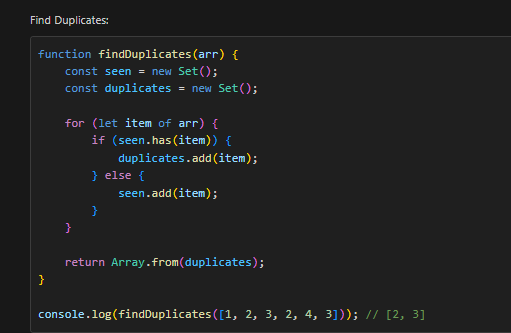 Find Duplicates:
function findDuplicates(arr) {
    const seen = new Set();
    const duplicates = new Set();

    for (let item of arr) {
        if (seen.has(item)) {
            duplicates.add(item);
        } else {
            seen.add(item);
        }
    }

    return Array.from(duplicates);
}

console.log(findDuplicates([1, 2, 3, 2, 4, 3])); // [2, 3]